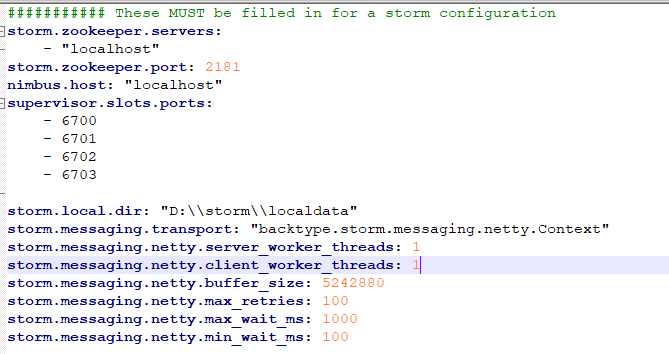 ########### These MUST be filled in for a storm configuration
storm.zookeeper.servers:
    - "localhost"
storm.zookeeper.port: 2181
nimbus.host: "localhost"
supervisor.slots.ports:
    - 6700
    - 6701
    - 6702
    - 6703

storm.local.dir: "D:\\storm\\localdata"
storm.messaging.transport: "backtype.storm.messaging.netty.Context"
storm.messaging.netty.server_worker_threads: 1
storm.messaging.netty.client_worker_threads: 1
storm.messaging.netty.buffer_size: 5242880
storm.messaging.netty.max_retries: 100
storm.messaging.netty.max_wait_ms: 1000
storm.messaging.netty.min_wait_ms: 100